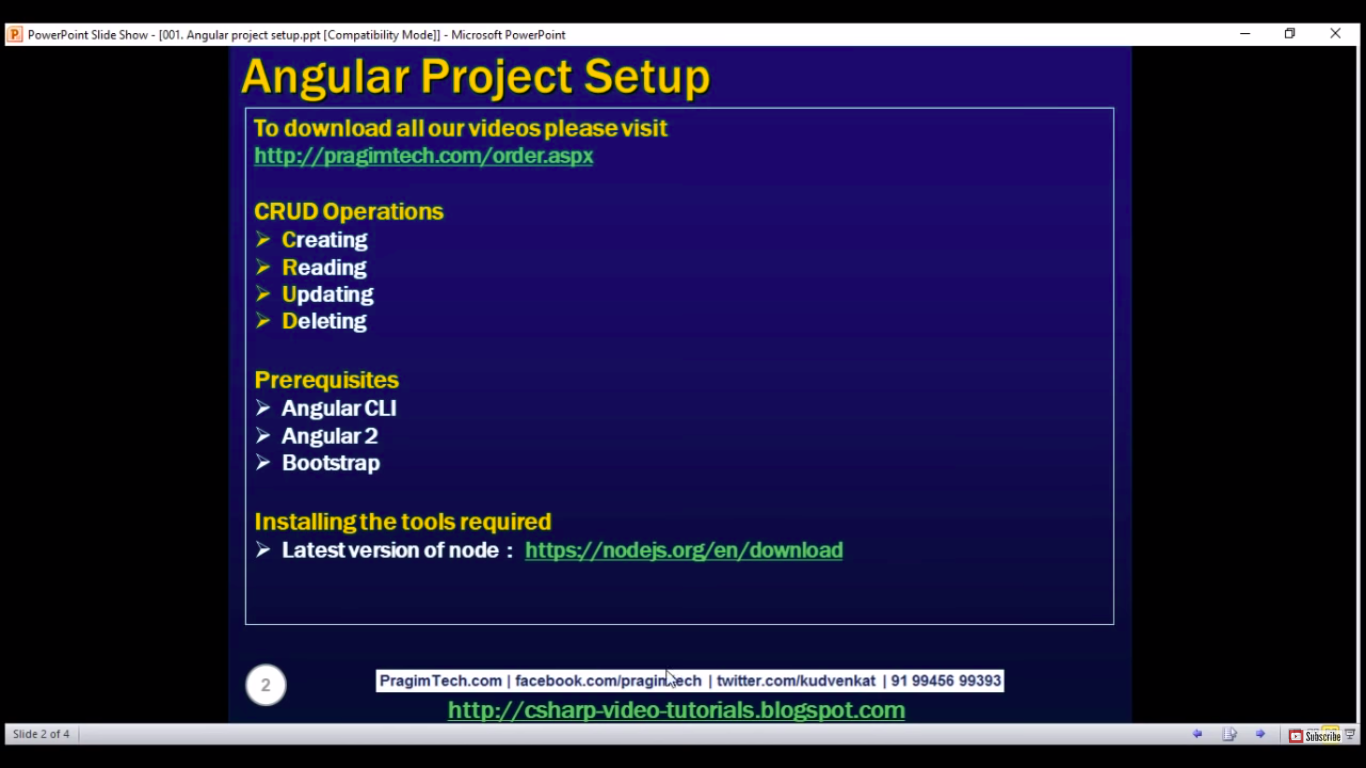 PowerPoint Slide Show - [001. Angular project setup.ppt [Compatibility Mode]] - Microsoft PowerPoint
Angular Project Setup
To download all our videos please visit
http://pragimtech.com/order.aspx
CRUD Operations
Creating
Reading
Updating
Deleting
Prerequisites
Angular CLI
Angular 2
Bootstrap
Installing the tools required
Latest version of node : https://nodejs.org/en/download
2
PragimTech.com | facebook.com/pragimtech | twitter.com/kudvenkat | 91 99456 99393
http://csharp-video-tutorials.blogspot.com
Slide 2 of 4
Subscribe